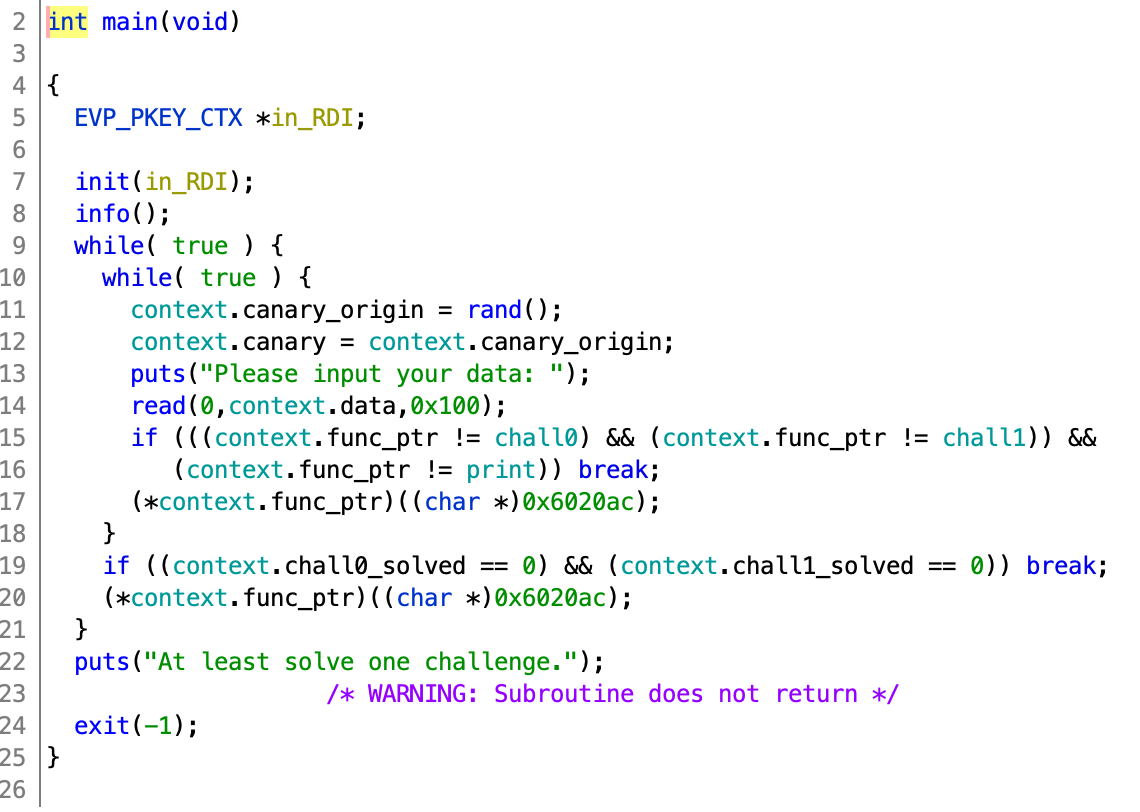 2 int main(void)
3
4 {
5   EVP_PKEY_CTX *in_RDI;
6
7   init(in_RDI);
8   info();
9   while( true ) {
10     while( true ) {
11       context.canary_origin = rand();
12       context.canary = context.canary_origin;
13       puts("Please input your data: ");
14       read(0,context.data,0x100);
15       if (((context.func_ptr != chall0) && (context.func_ptr != chall1)) &&
16          (context.func_ptr != print)) break;
17       (*context.func_ptr)((char *)0x6020ac);
18     }
19     if ((context.chall0_solved == 0) && (context.chall1_solved == 0)) break;
20     (*context.func_ptr)((char *)0x6020ac);
21   }
22   puts("At least solve one challenge.");
23                     /* WARNING: Subroutine does not return */
24   exit(-1);
25 }
26